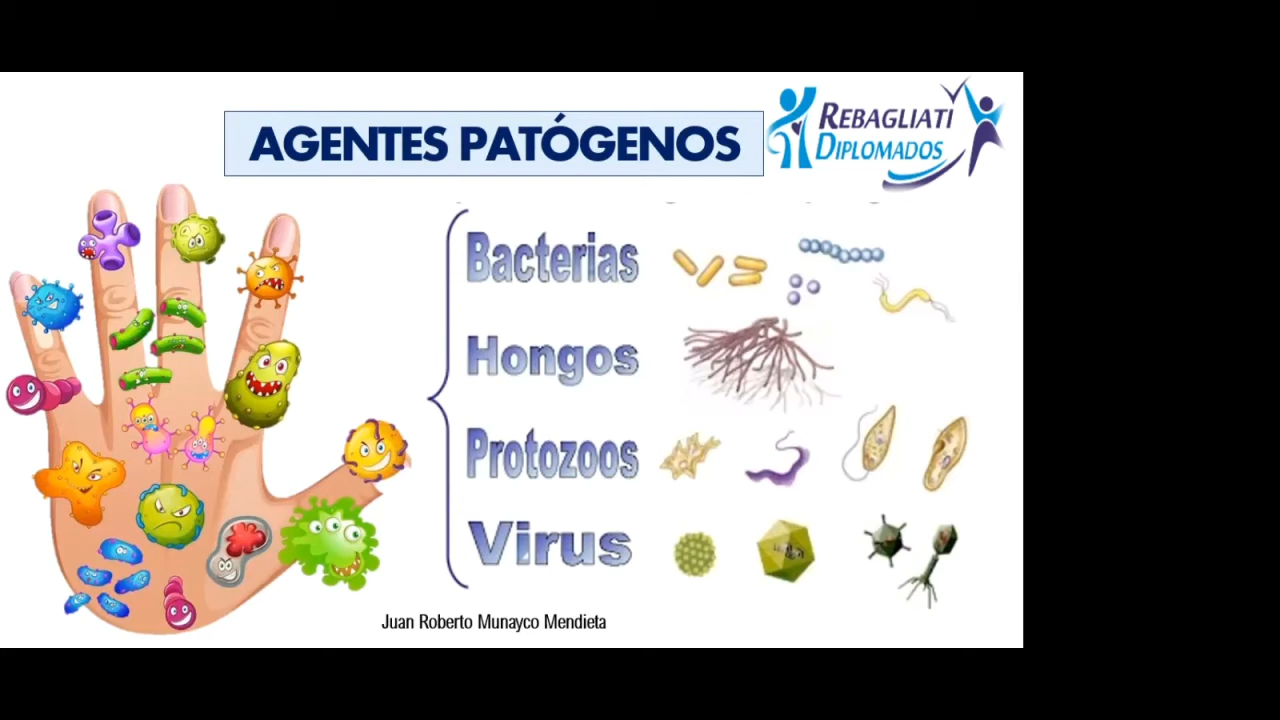 AGENTES PATÓGENOS
REBAGLIATI
DIPLOMADOS
Bacterias
Hongos
Protozoos
Virus
Juan Roberto Munayco Mendieta